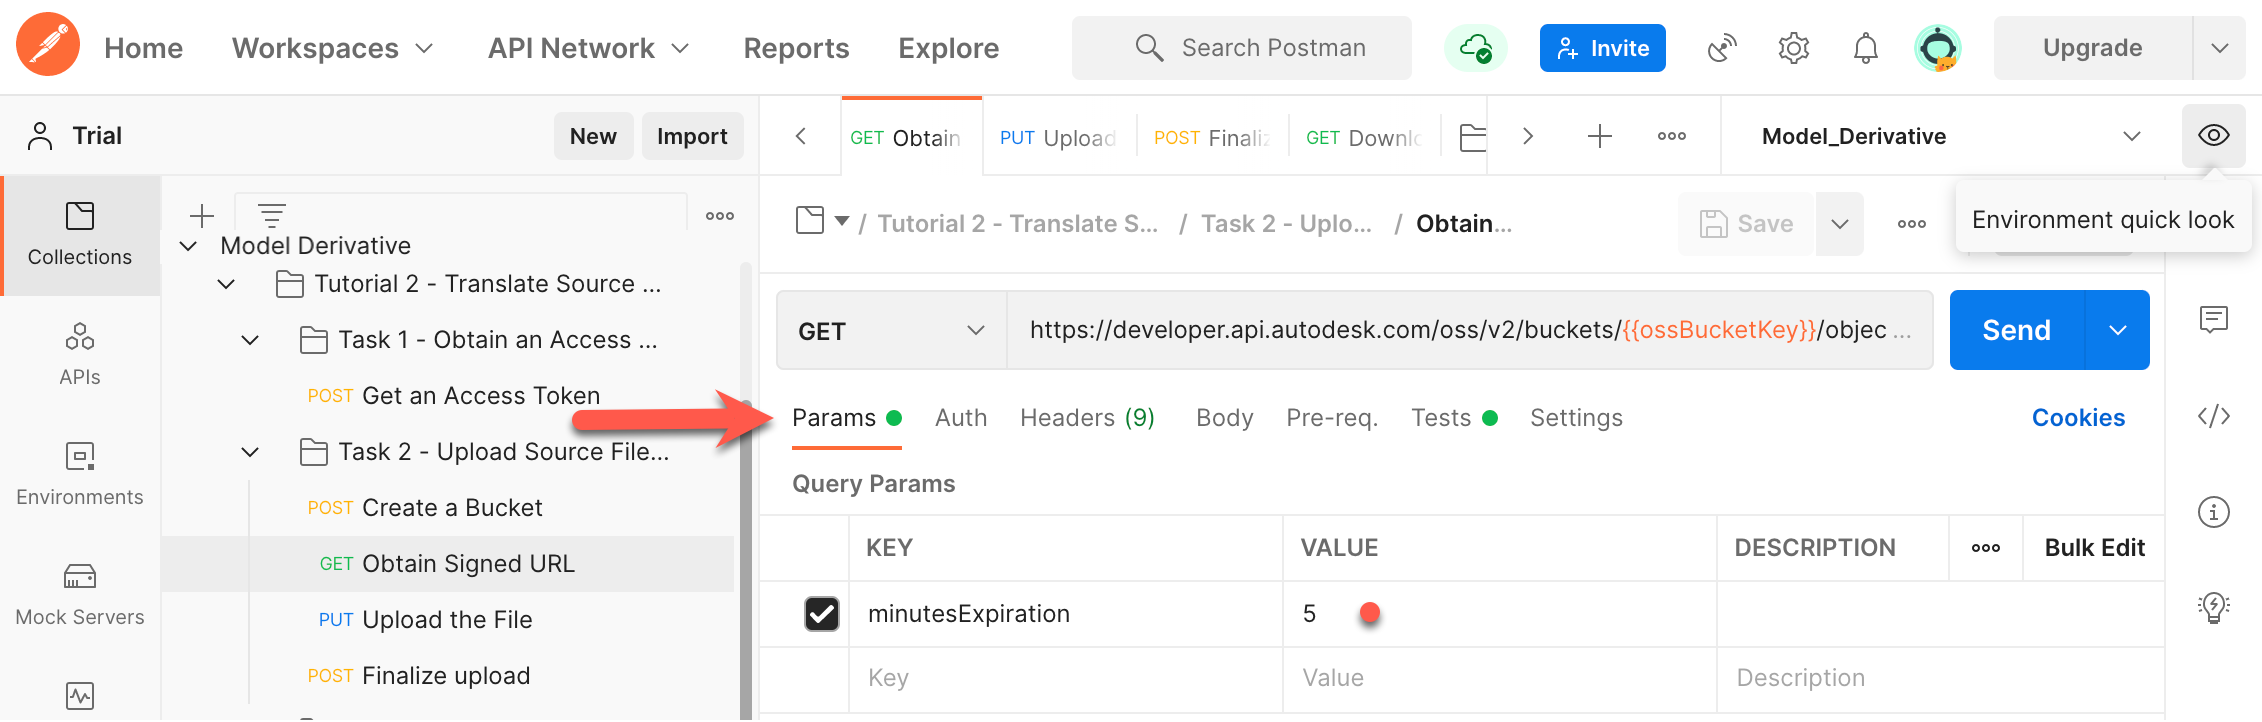 Home
Workspaces
API Network
Reports
Explore
Search Postman
Invite
Upgrade
Trial
New
Import
GET Obtain
PUT Upload
POST Finaliz
GET Downlo
Model_Derivative
Collections
APIs
Environments
Mock Servers
Model Derivative
Tutorial 2 - Translate Source ...
Task 1 - Obtain an Access ...
POST Get an Access Token
Task 2 - Upload Source File...
POST Create a Bucket
GET Obtain Signed URL
PUT Upload the File
POST Finalize upload
/ Tutorial 2 - Translate S... / Task 2 - Uplo... / Obtain...
Save
Environment quick look
GET
https://developer.api.autodesk.com/oss/v2/buckets/{{ossBucketKey}}/objec ...
Send
Params
Auth
Headers (9)
Body
Pre-req.
Tests
Settings
Cookies
Query Params
KEY
VALUE
DESCRIPTION
Bulk Edit
minutesExpiration
5
Key
Value
Description